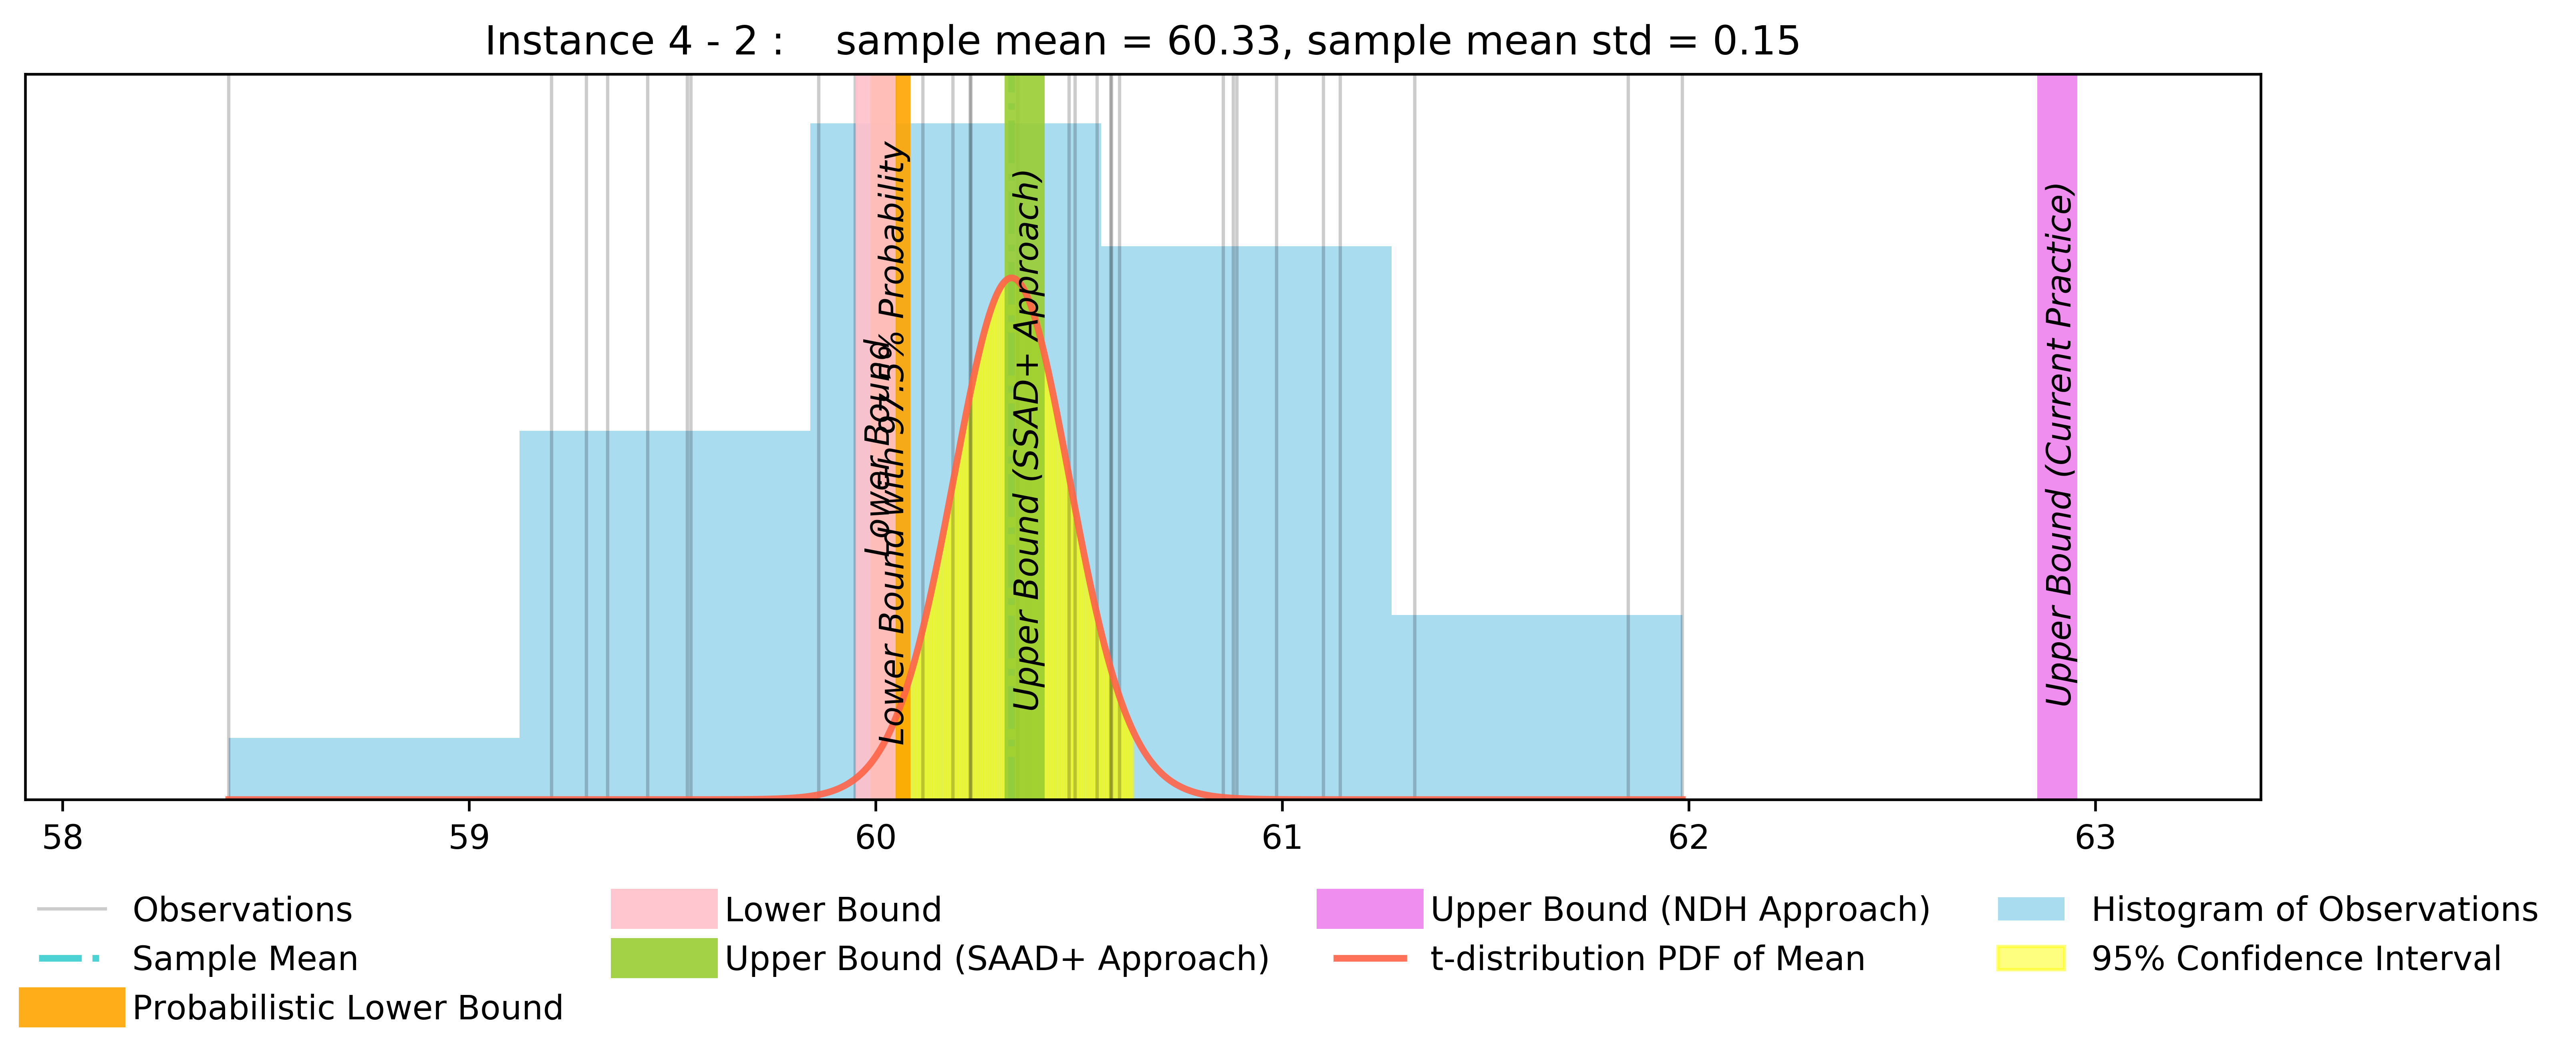 Instance 4 - 2 :    sample mean = 60.33, sample mean std = 0.15
Lower Bound
Lower Bound with 97.5% Probability
Upper Bound (SSAD+ Approach)
Upper Bound (Current Practice)
58 59 60 61 62 63
Observations
Sample Mean
Probabilistic Lower Bound
Lower Bound
Upper Bound (SAAD+ Approach)
Upper Bound (NDH Approach)
t-distribution PDF of Mean
Histogram of Observations
95% Confidence Interval